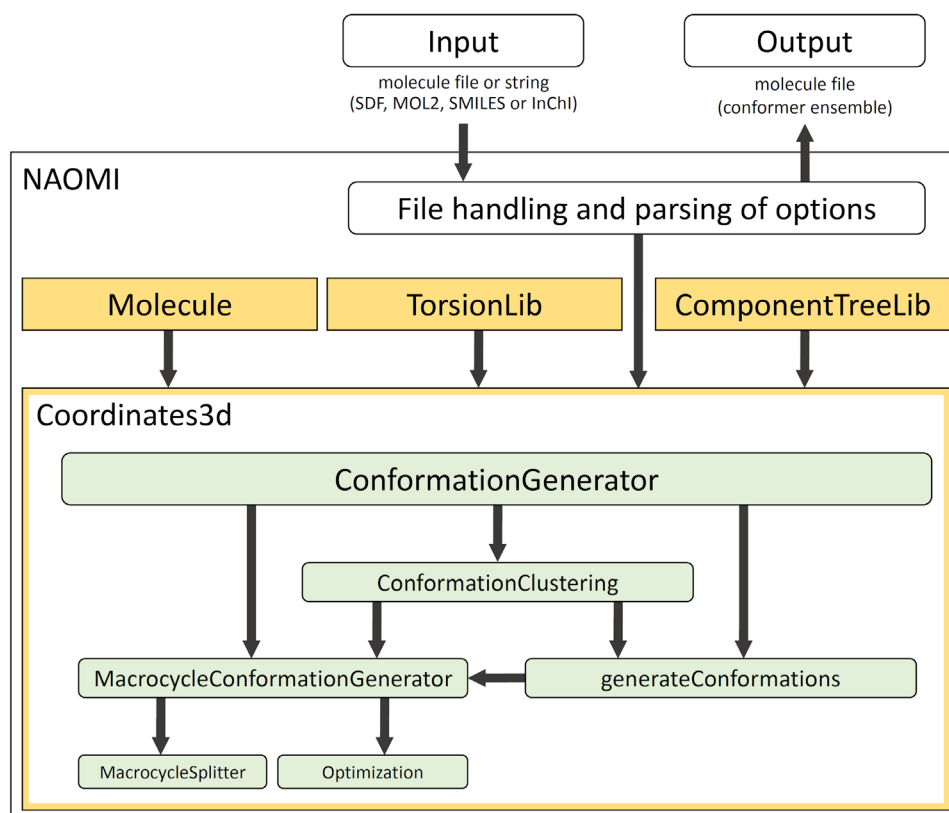 Input
Output
molecule file or string
(SDF, MOL2, SMILES or InChI)
molecule file
(conformer ensemble)
NAOMI
File handling and parsing of options
Molecule
TorsionLib
ComponentTreeLib
Coordinates3d
ConformationGenerator
ConformationClustering
MacrocycleConformationGenerator
generateConformations
MacrocycleSplitter
Optimization